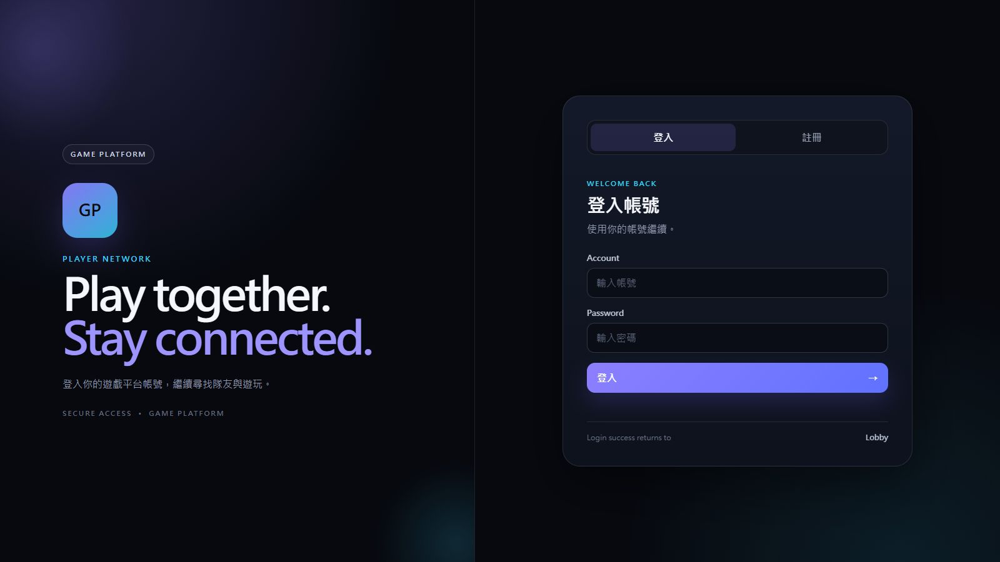 GAME PLATFORM
GP
PLAYER NETWORK
Play together.
Stay connected.
登入你的遊戲平台帳號，繼續尋找隊友與遊玩。
SECURE ACCESS • GAME PLATFORM
登入 註冊
WELCOME BACK
登入帳號
使用你的帳號繼續。
Account
輸入帳號
Password
輸入密碼
登入 →
Login success returns to Lobby